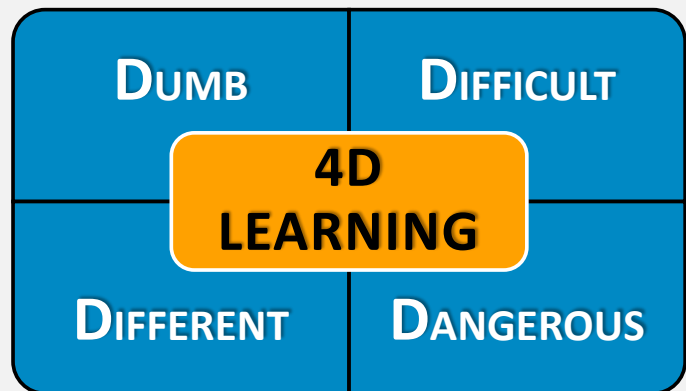 DUMB
DIFFICULT
4D
LEARNING
DIFFERENT
DANGEROUS